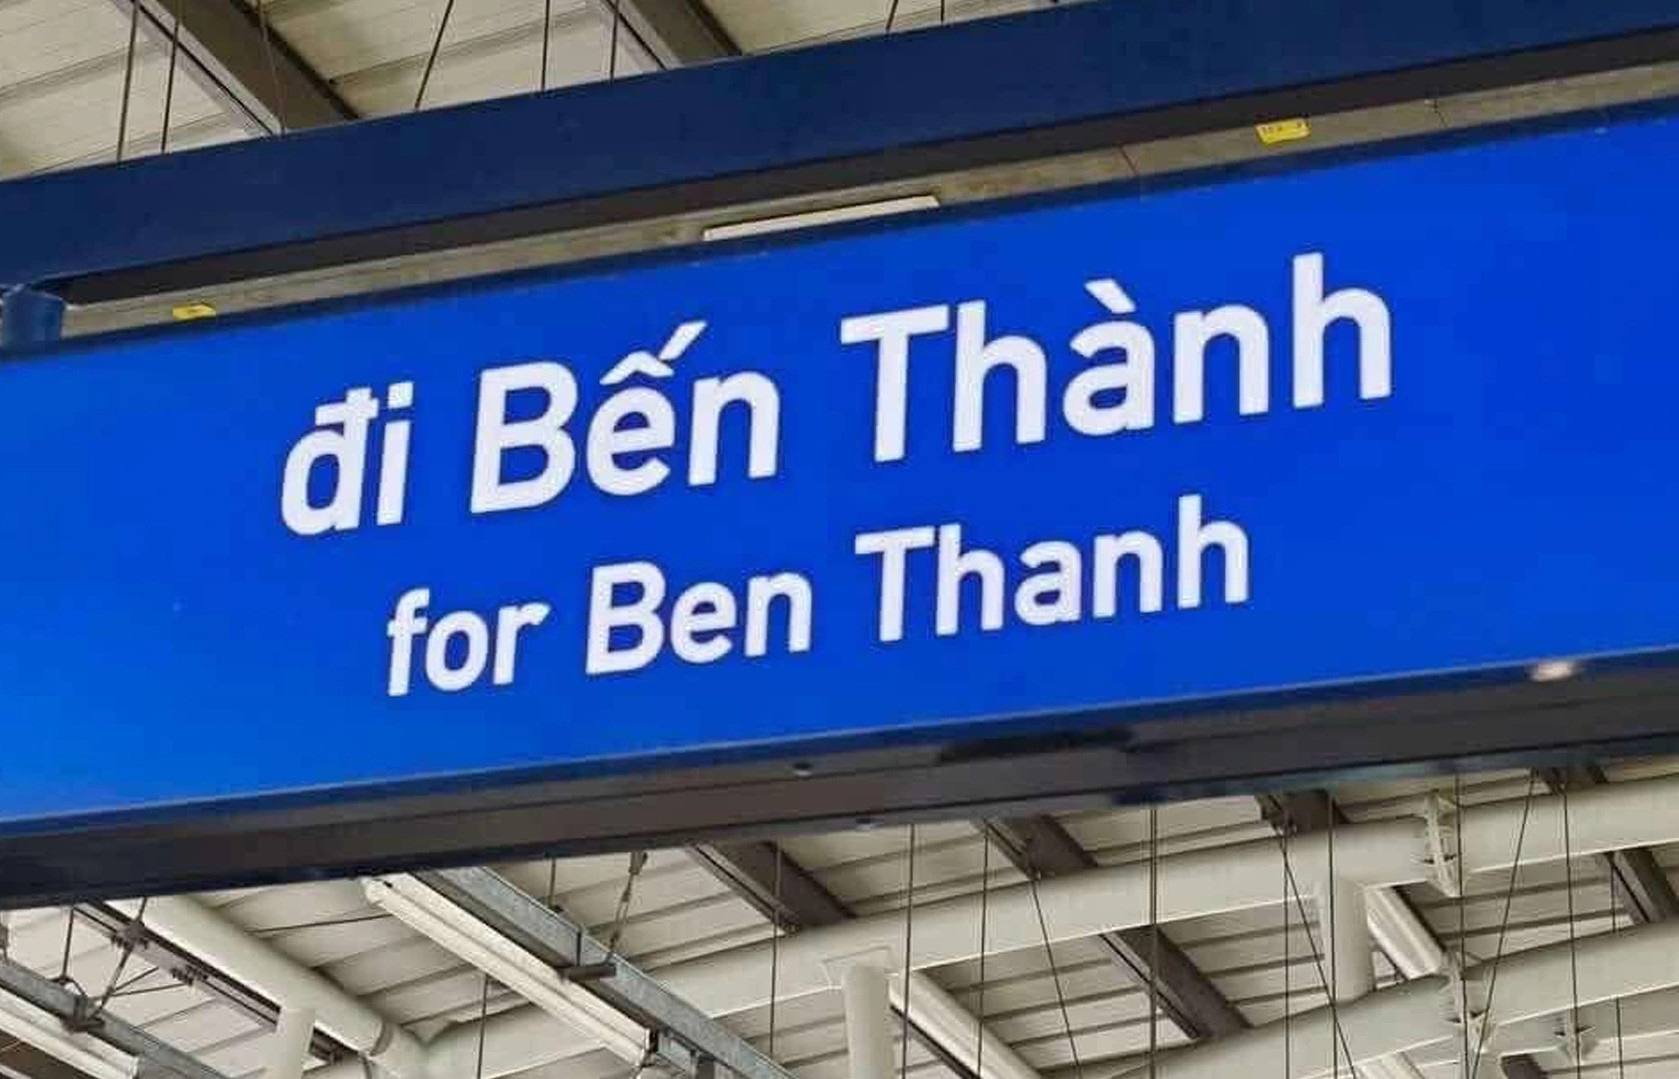 đi Bến Thành
for Ben Thanh